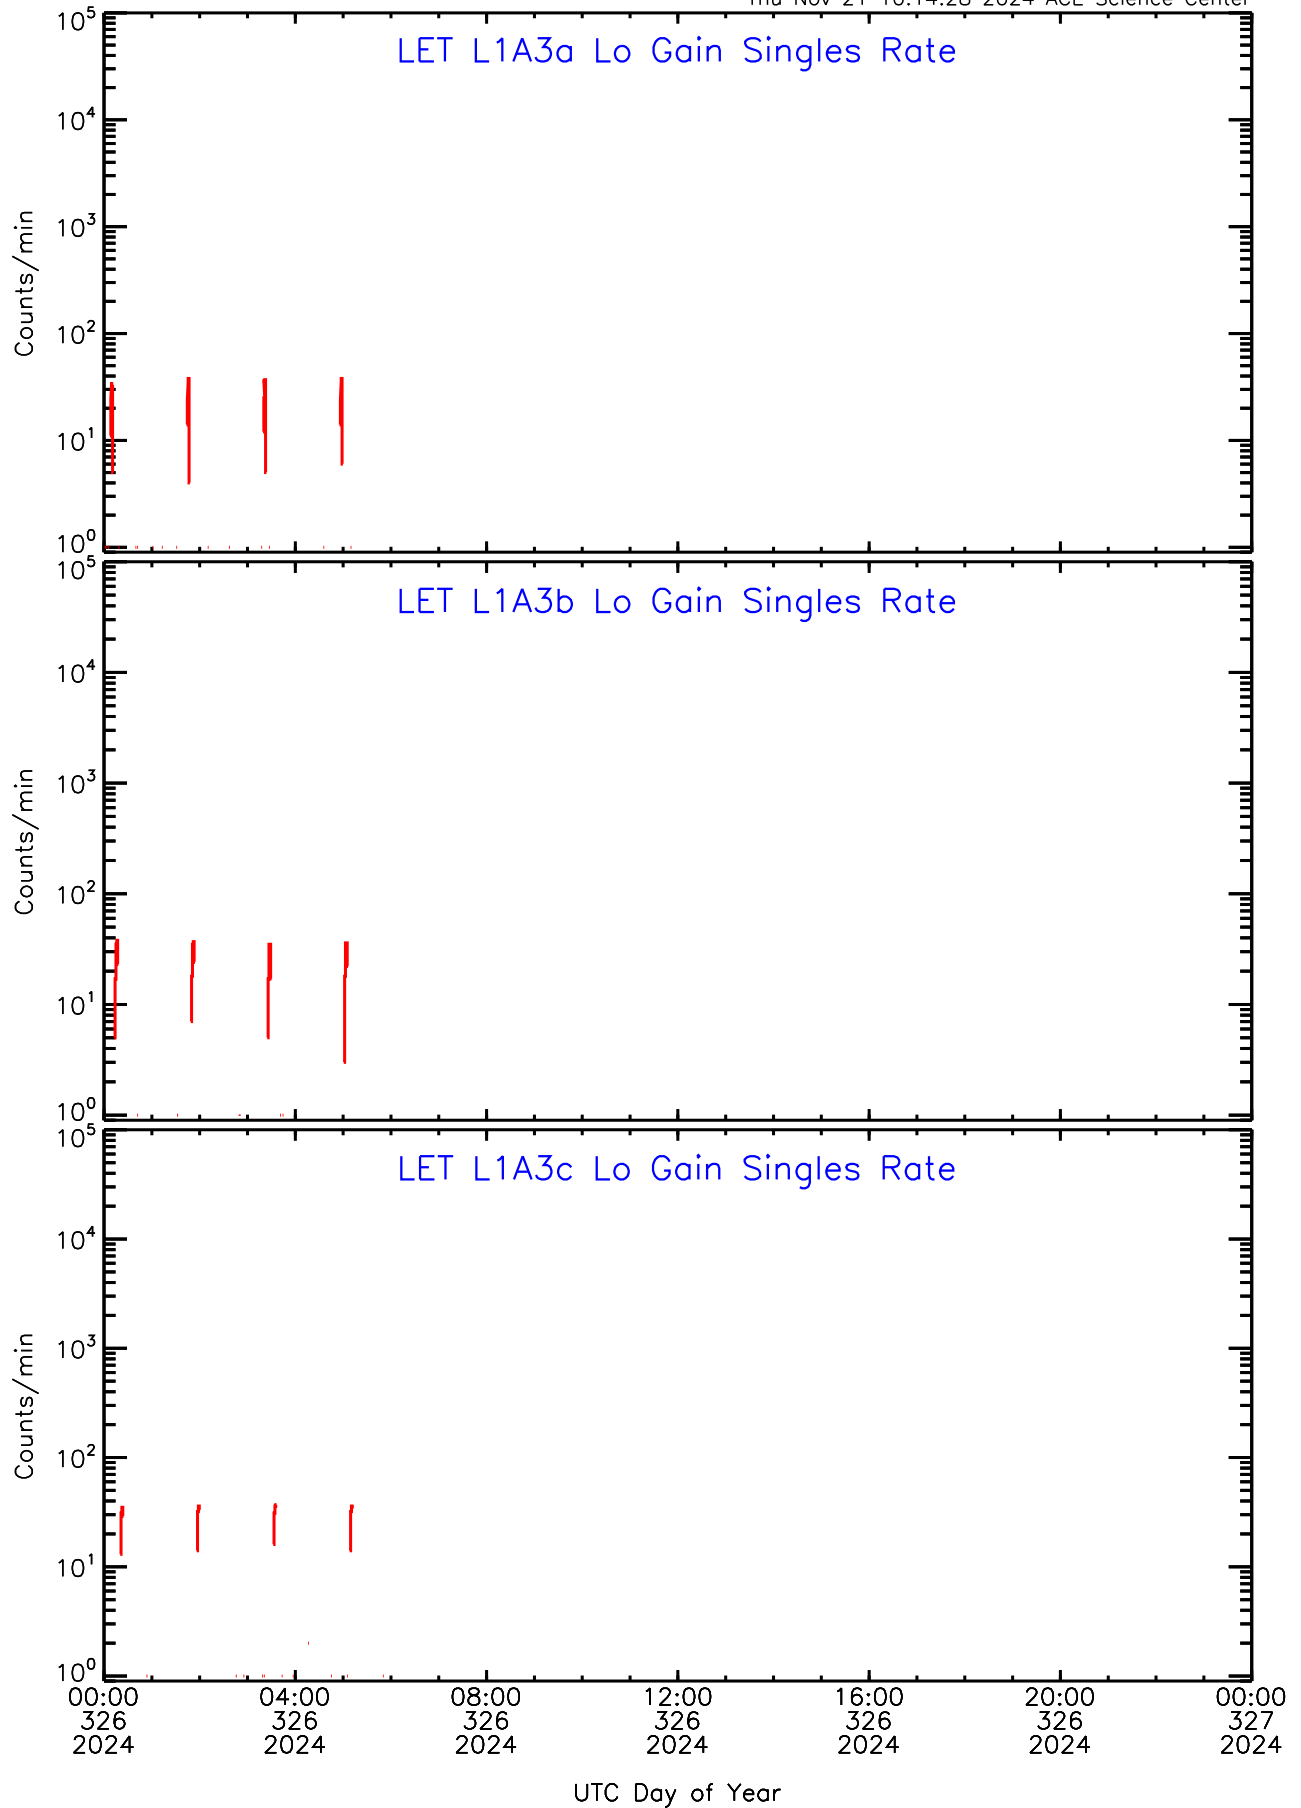 LET L1A3a Lo Gain Singles Rate
10^5
10^4
10^3
10^2
10^1
10^0
Counts/min
LET L1A3b Lo Gain Singles Rate
10^5
10^4
10^3
10^2
10^1
10^0
Counts/min
LET L1A3c Lo Gain Singles Rate
10^5
10^4
10^3
10^2
10^1
10^0
Counts/min
00:00 04:00 08:00 12:00 16:00 20:00 00:00
326 326 326 326 326 326 327
2024 2024 2024 2024 2024 2024 2024
UTC Day of Year